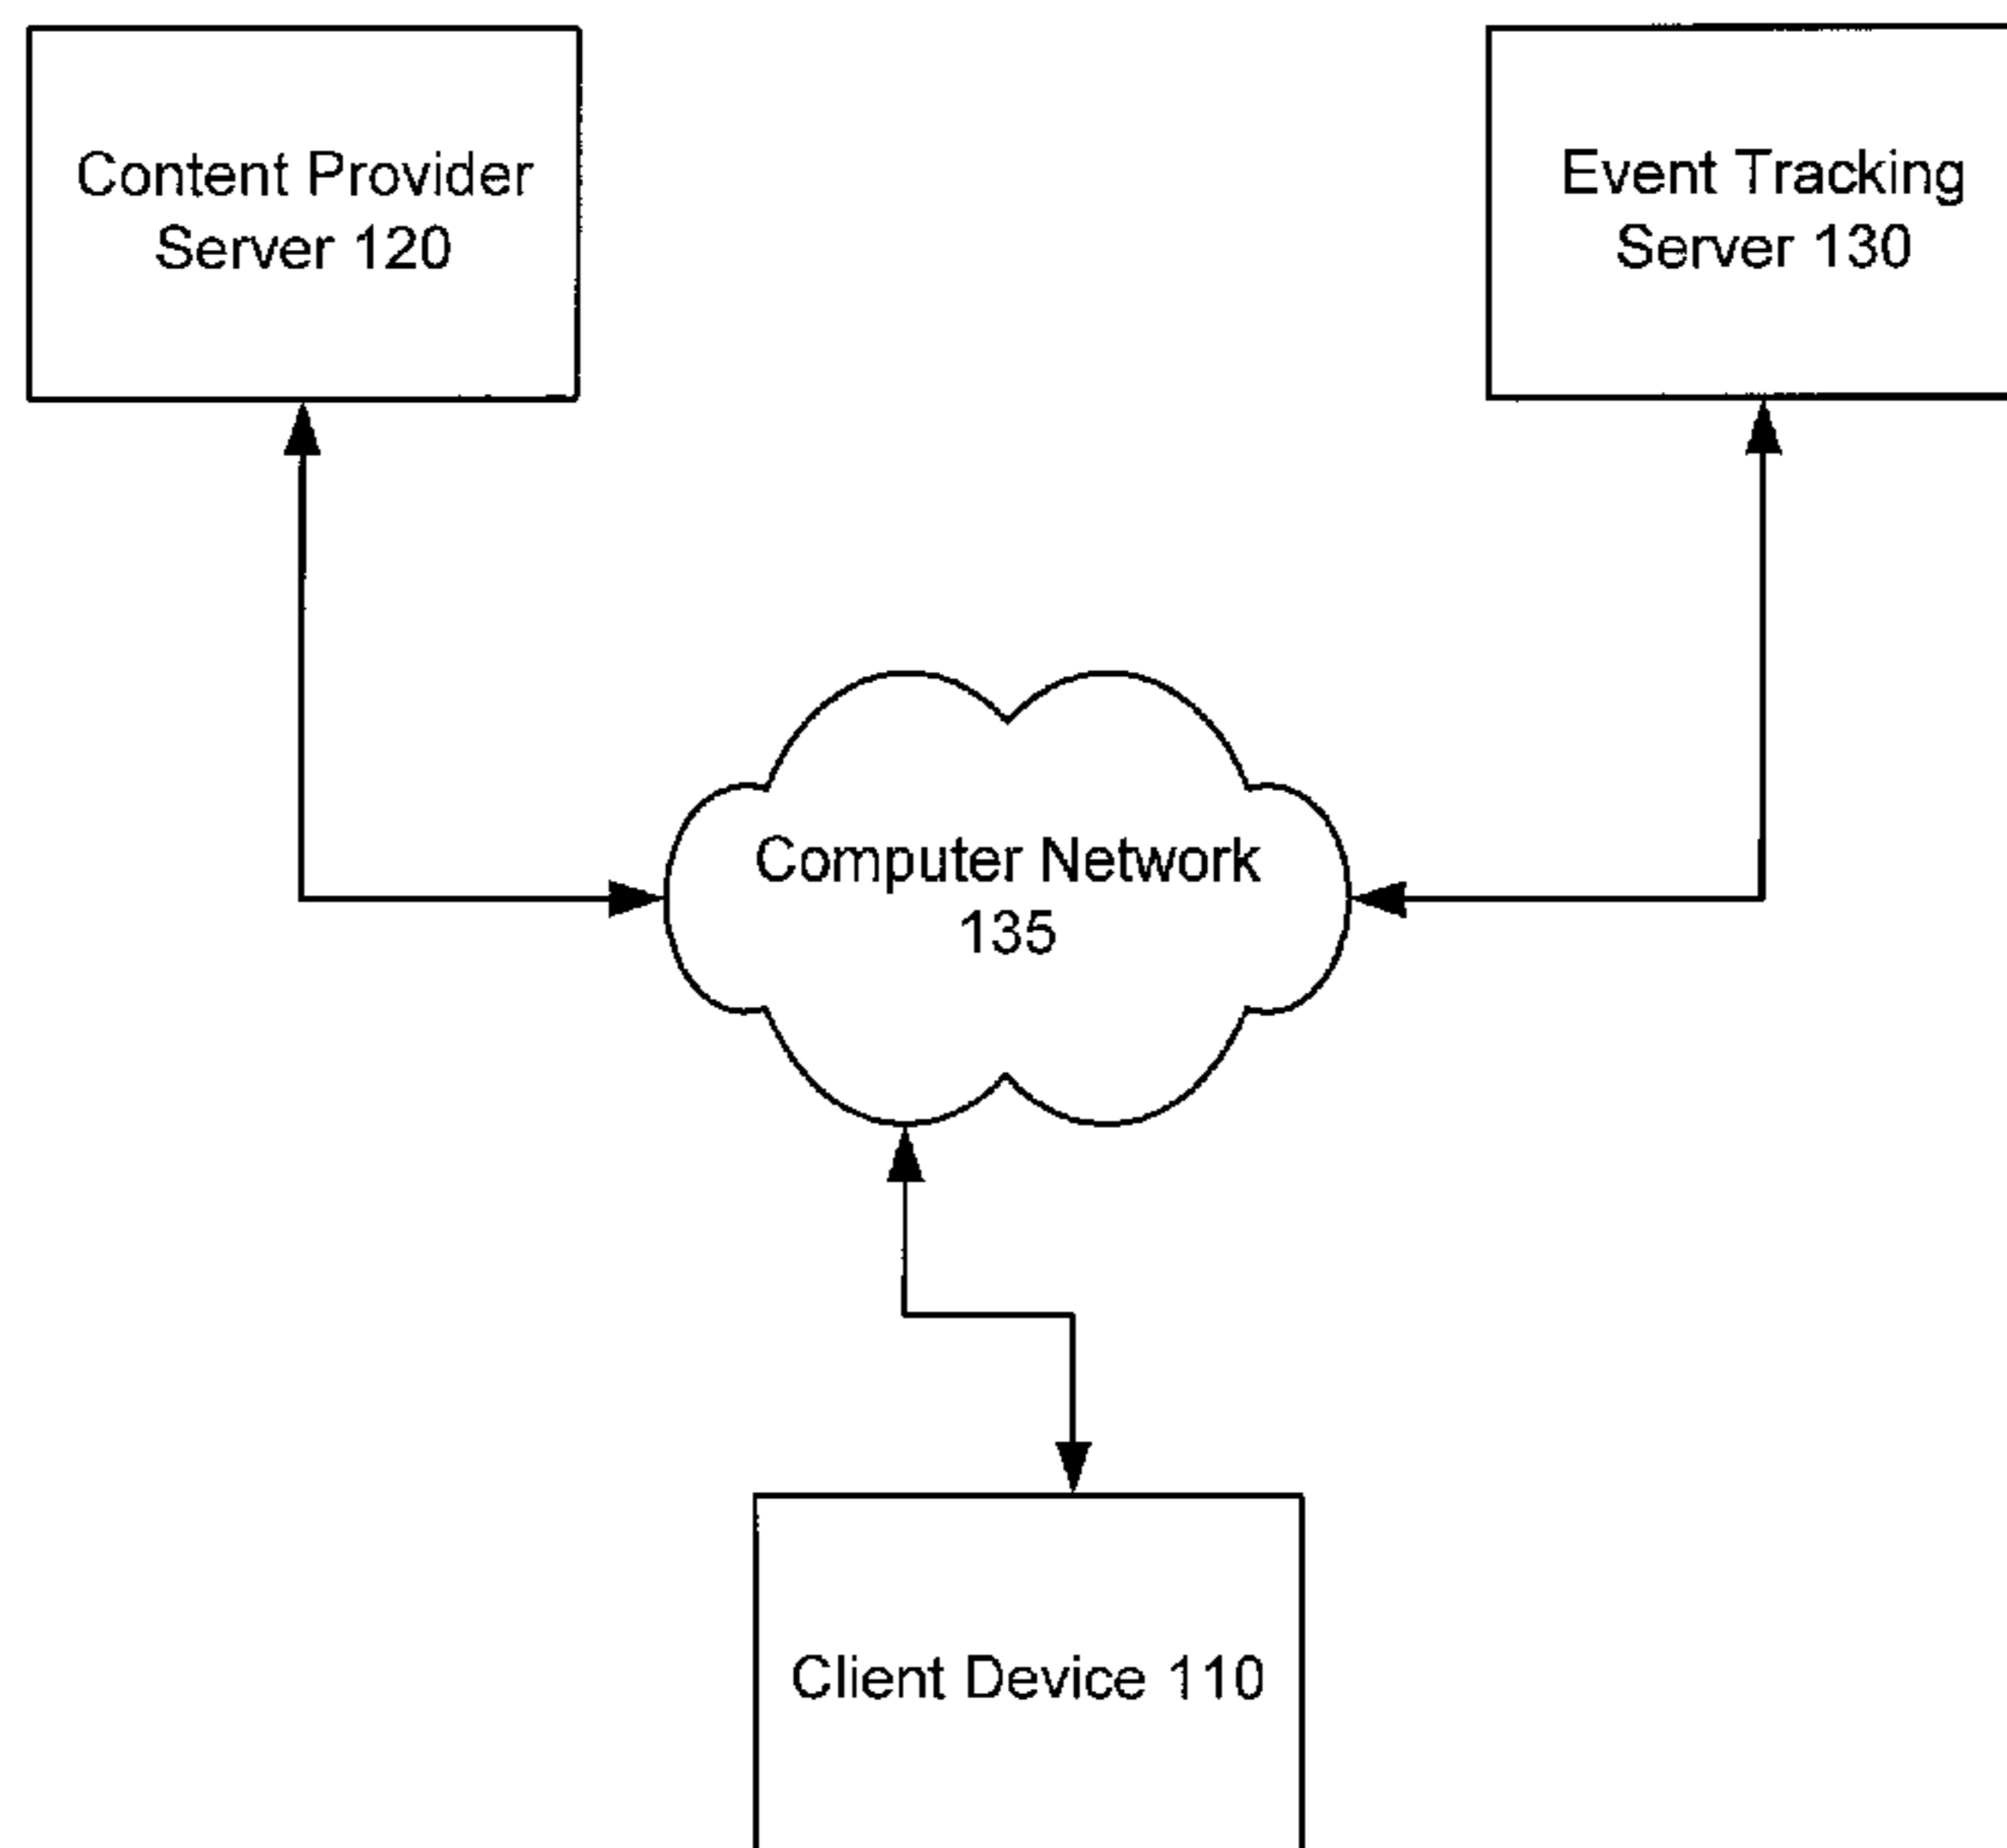 Content Provider
Server 120
Event Tracking
Server 130
Computer Network
135
Client Device 110